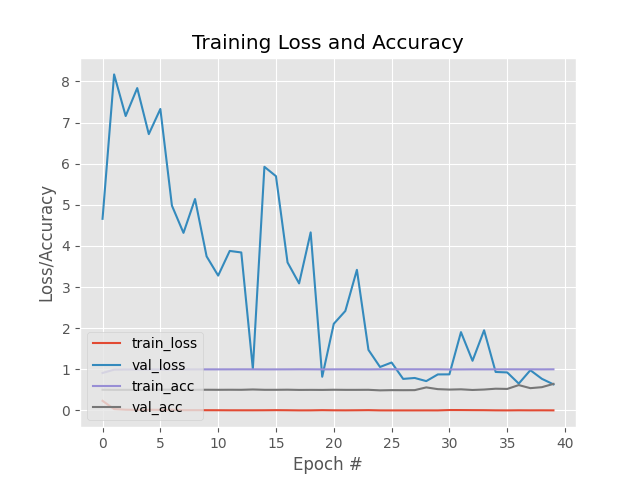 Training Loss and Accuracy
Loss/Accuracy
8
7
6
5
4
3
2
1
0
train_loss
val_loss
train_acc
val_acc
0 5 10 15 20 25 30 35 40
Epoch #